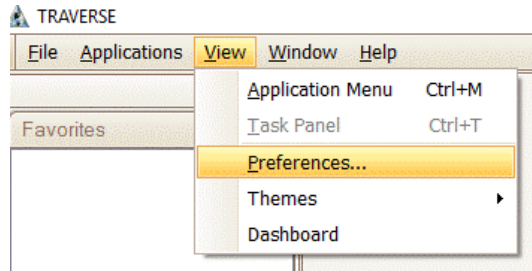 TRAVERSE
File Applications View Window Help
Application Menu Ctrl+M
Favorites
Task Panel Ctrl+T
Preferences...
Themes
Dashboard